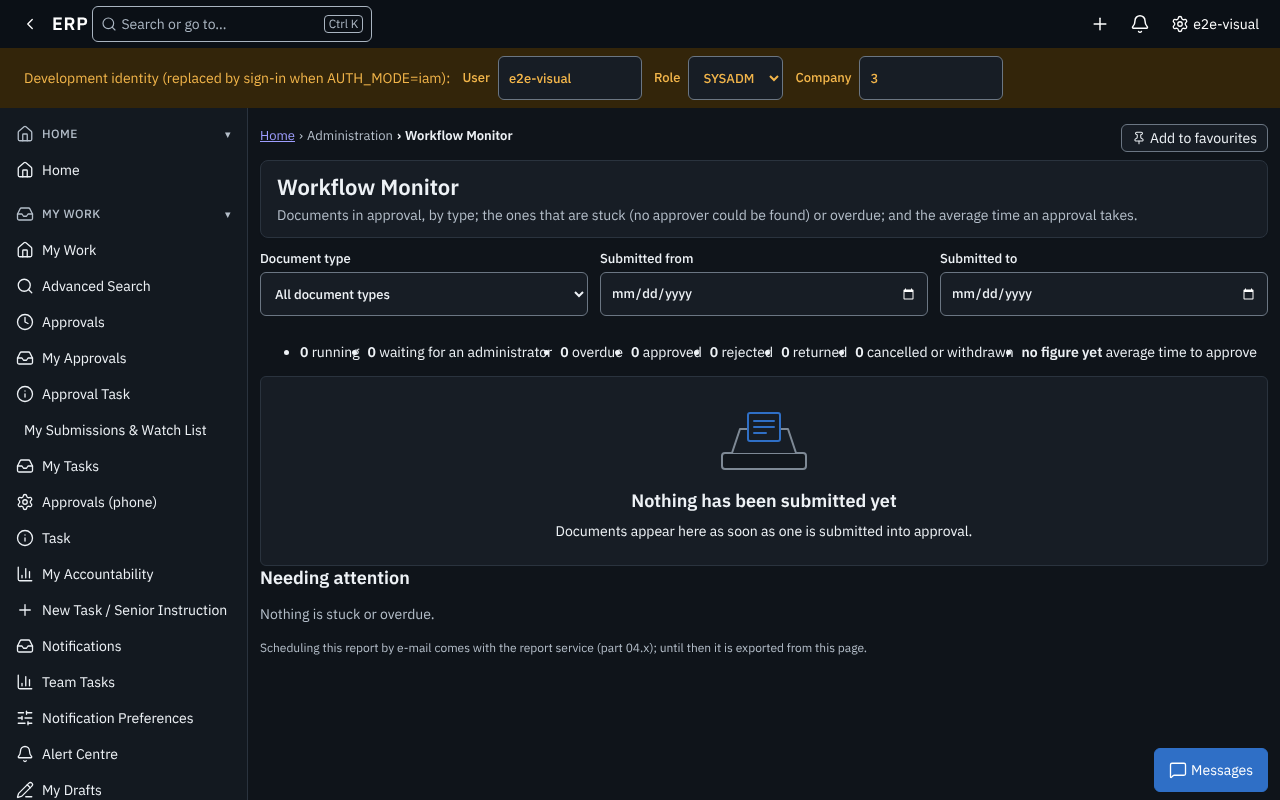 ERP
Search or go to...
Ctrl K
e2e-visual
Development identity (replaced by sign-in when AUTH_MODE=iam): User e2e-visual Role SYSADM Company 3
HOME
Home
MY WORK
My Work
Advanced Search
Approvals
My Approvals
Approval Task
My Submissions & Watch List
My Tasks
Approvals (phone)
Task
My Accountability
New Task / Senior Instruction
Notifications
Team Tasks
Notification Preferences
Alert Centre
My Drafts
Home › Administration › Workflow Monitor
Add to favourites
Workflow Monitor
Documents in approval, by type; the ones that are stuck (no approver could be found) or overdue; and the average time an approval takes.
Document type
All document types
Submitted from
mm/dd/yyyy
Submitted to
mm/dd/yyyy
• 0 running • 0 waiting for an administrator • 0 overdue • 0 approved • 0 rejected • 0 returned • 0 cancelled or withdrawn • no figure yet average time to approve
Nothing has been submitted yet
Documents appear here as soon as one is submitted into approval.
Needing attention
Nothing is stuck or overdue.
Scheduling this report by e-mail comes with the report service (part 04.x); until then it is exported from this page.
Messages